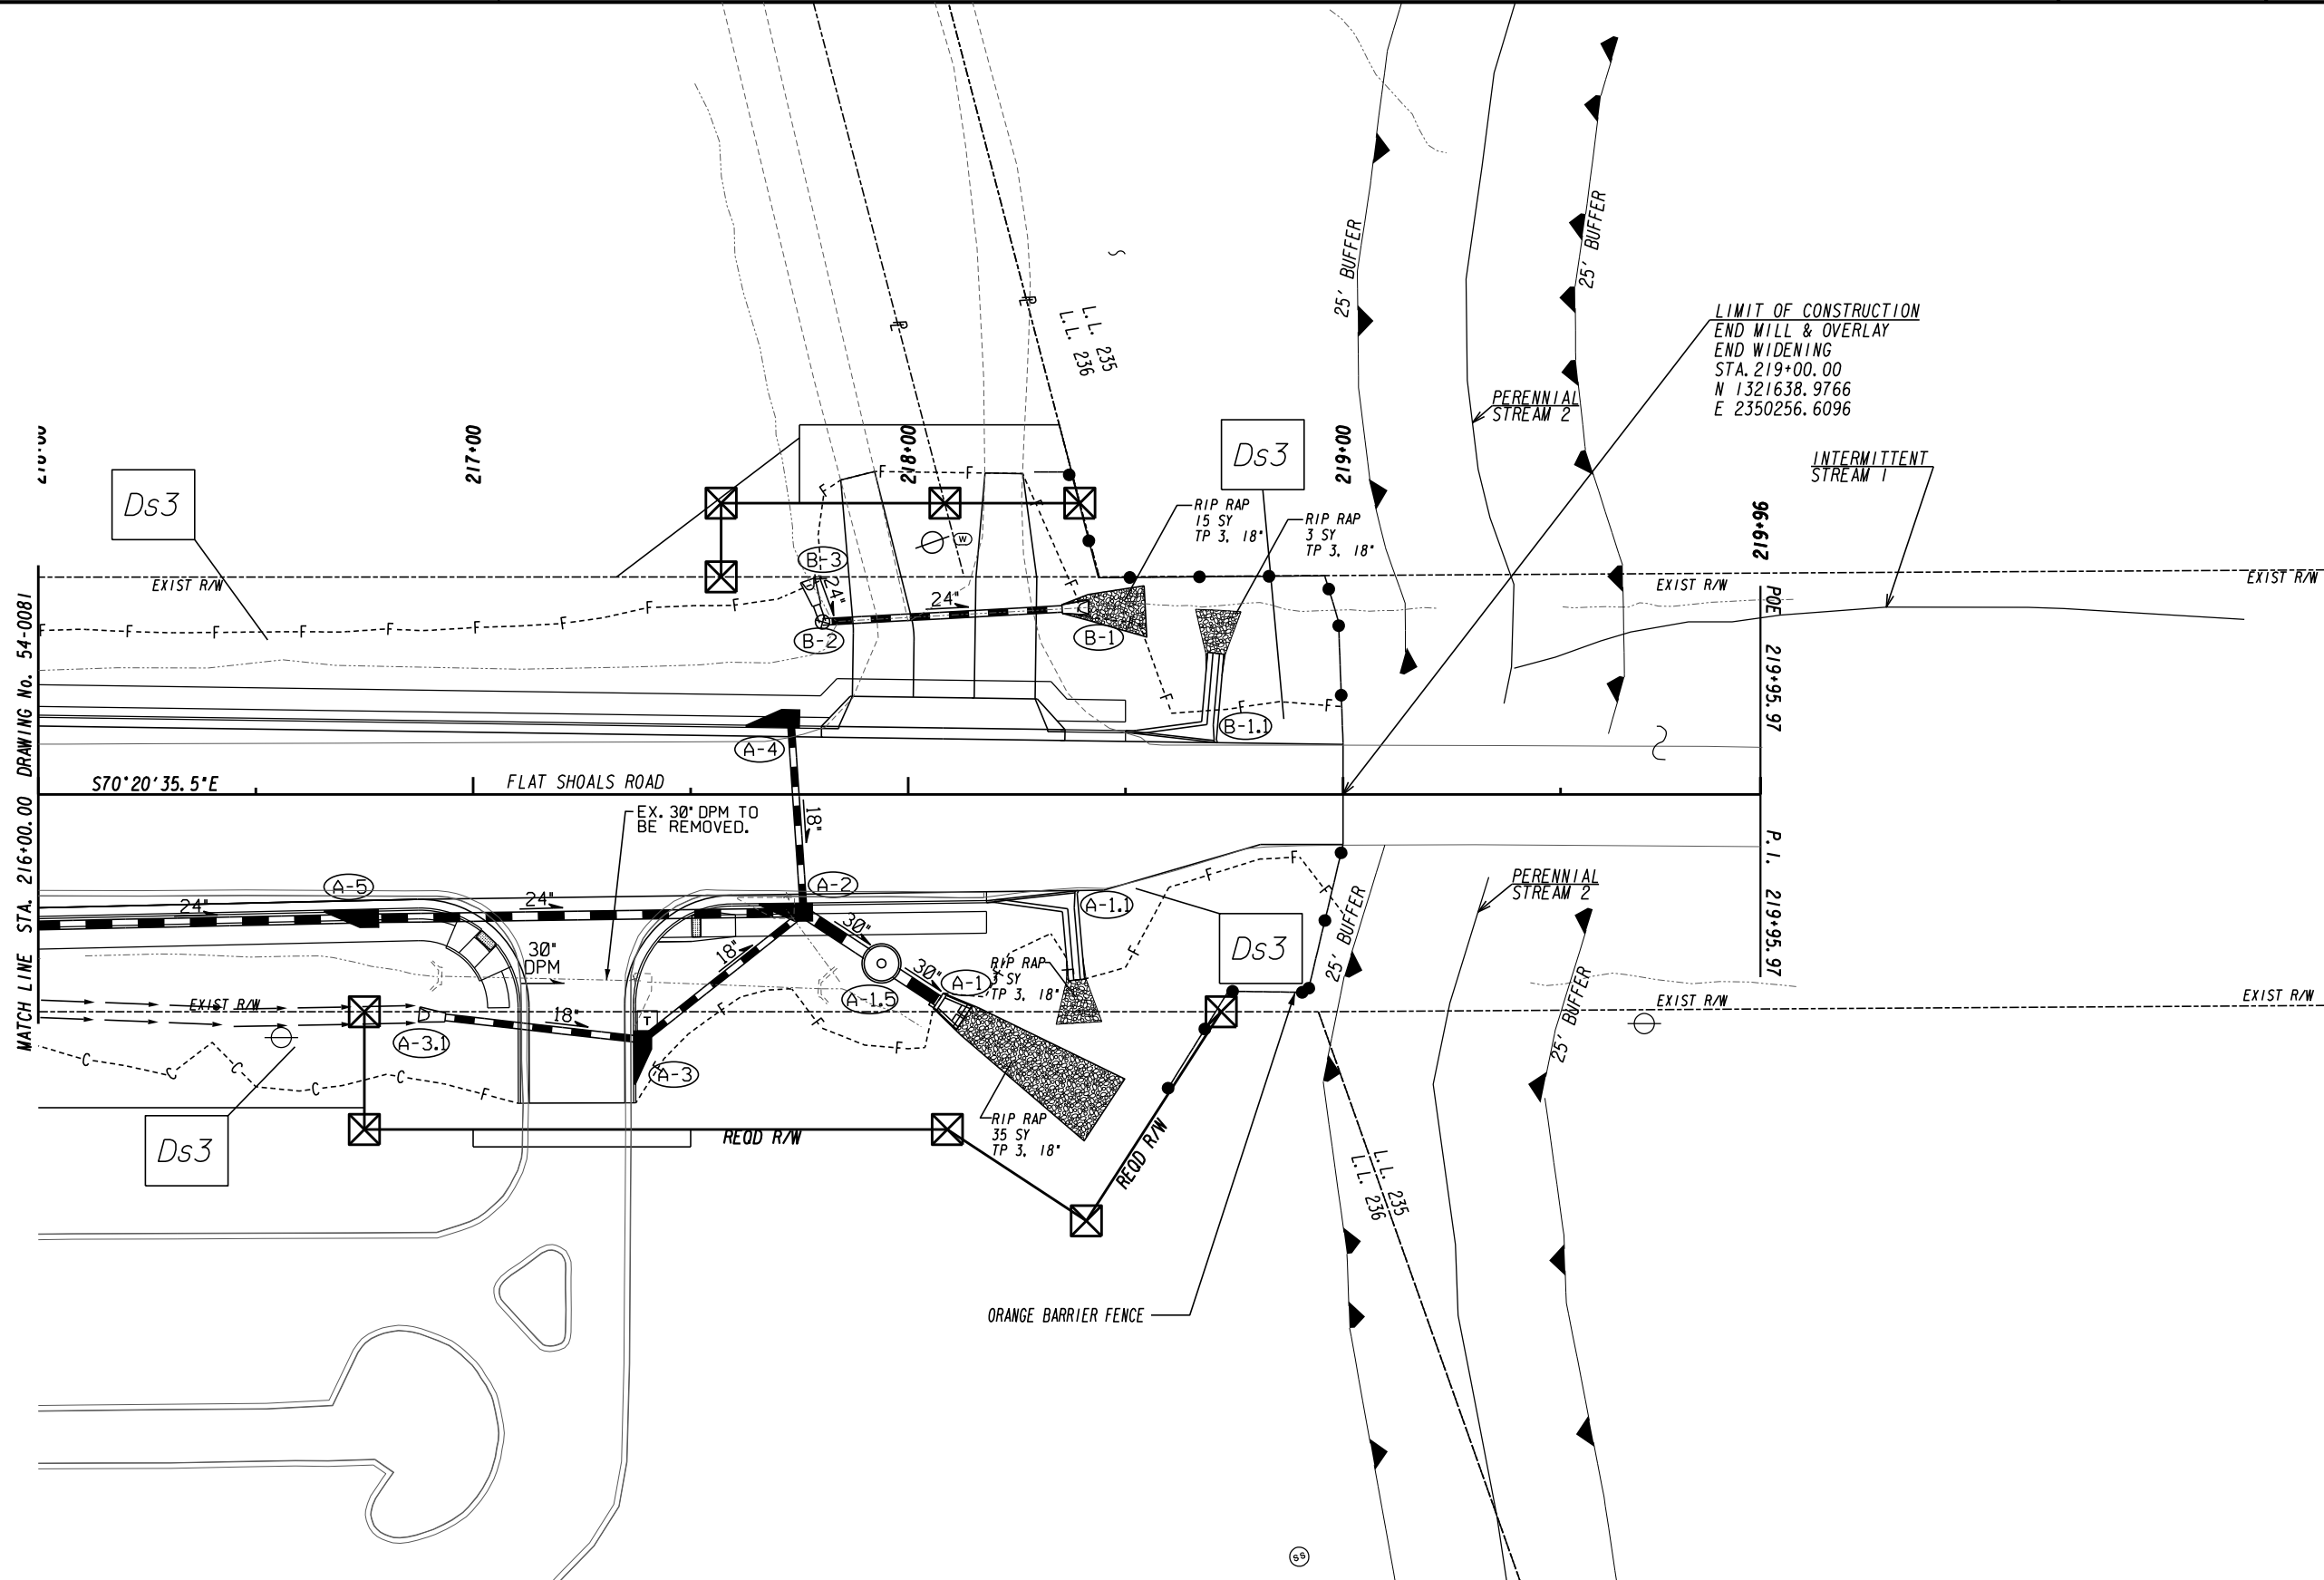 25' BUFFER
25' BUFFER
L.L. 235
L.L. 236
LIMIT OF CONSTRUCTION
END MILL & OVERLAY
END WIDENING
STA. 219+00.00
N 1321638.9766
E 2350256.6096
PERENNIAL
STREAM 2
INTERMITTENT
STREAM 1
217+00
218+00
219+00
219+96
Ds3
Ds3
RIP RAP
15 SY
TP 3, 18"
RIP RAP
3 SY
TP 3, 18"
W
B-3
24"
24"
B-2
B-1
B-1.1
EXIST R/W
EXIST R/W
EXIST R/W
F F F F F F F F F
F F F F F
F F F
POE 219+95.97
P.I. 219+95.97
MATCH LINE STA. 216+00.00 DRAWING No. 54-0081
A-4
S70°20'35.5"E
FLAT SHOALS ROAD
EX. 30" DPM TO
BE REMOVED.
18"
A-5
A-2
24"
24"
A-1.1
30"
DPM
18"
30"
30"
A-1
A-1.5
RIP RAP
3 SY
TP 3, 18"
Ds3
PERENNIAL
STREAM 2
25' BUFFER
25' BUFFER
EXIST R/W
EXIST R/W
EXIST R/W
18"
T
A-3.1
A-3
C C C C C F
F F F F
F F F
Ds3
REQD R/W
RIP RAP
35 SY
TP 3, 18"
REQD R/W
L.L. 235
L.L. 236
ORANGE BARRIER FENCE
SS